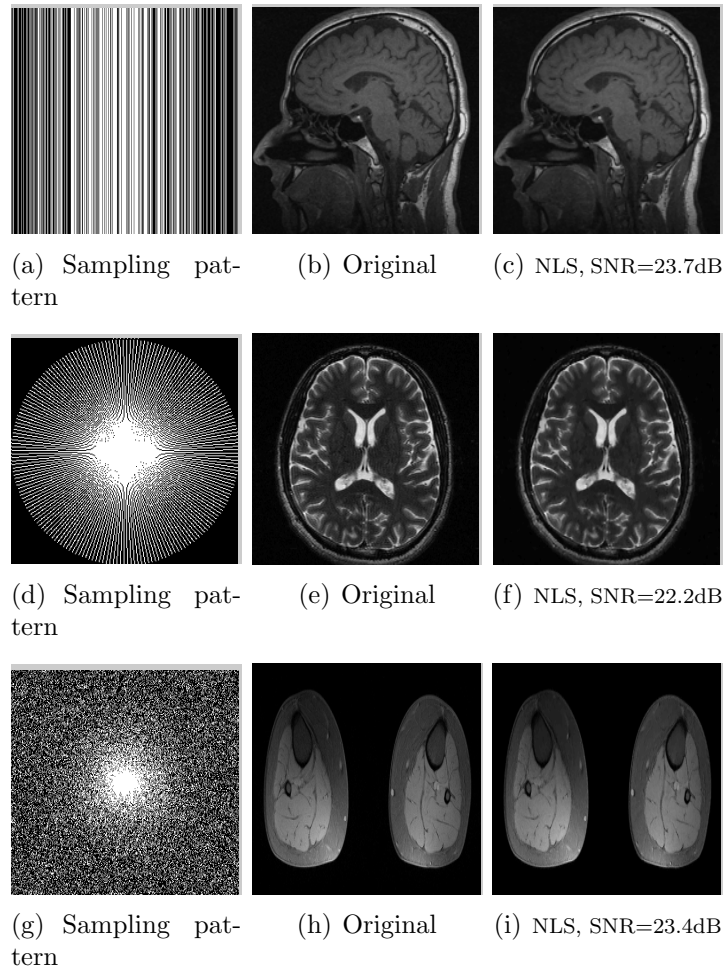 (a) Sampling pat-
tern
(b) Original
(c) NLS, SNR=23.7dB
(d) Sampling pat-
tern
(e) Original
(f) NLS, SNR=22.2dB
(g) Sampling pat-
tern
(h) Original
(i) NLS, SNR=23.4dB